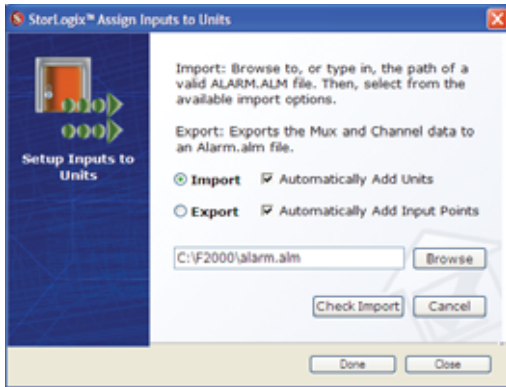 StorLogix™ Assign Inputs to Units
Import: Browse to, or type in, the path of a
valid ALARM.ALM file. Then, select from the
available import options.
Export: Exports the Mux and Channel data to
an Alarm.alm file.
Setup Inputs to
Units
Import Automatically Add Units
Export Automatically Add Input Points
C:\F2000\alarm.alm Browse
Check Import Cancel
Done Close